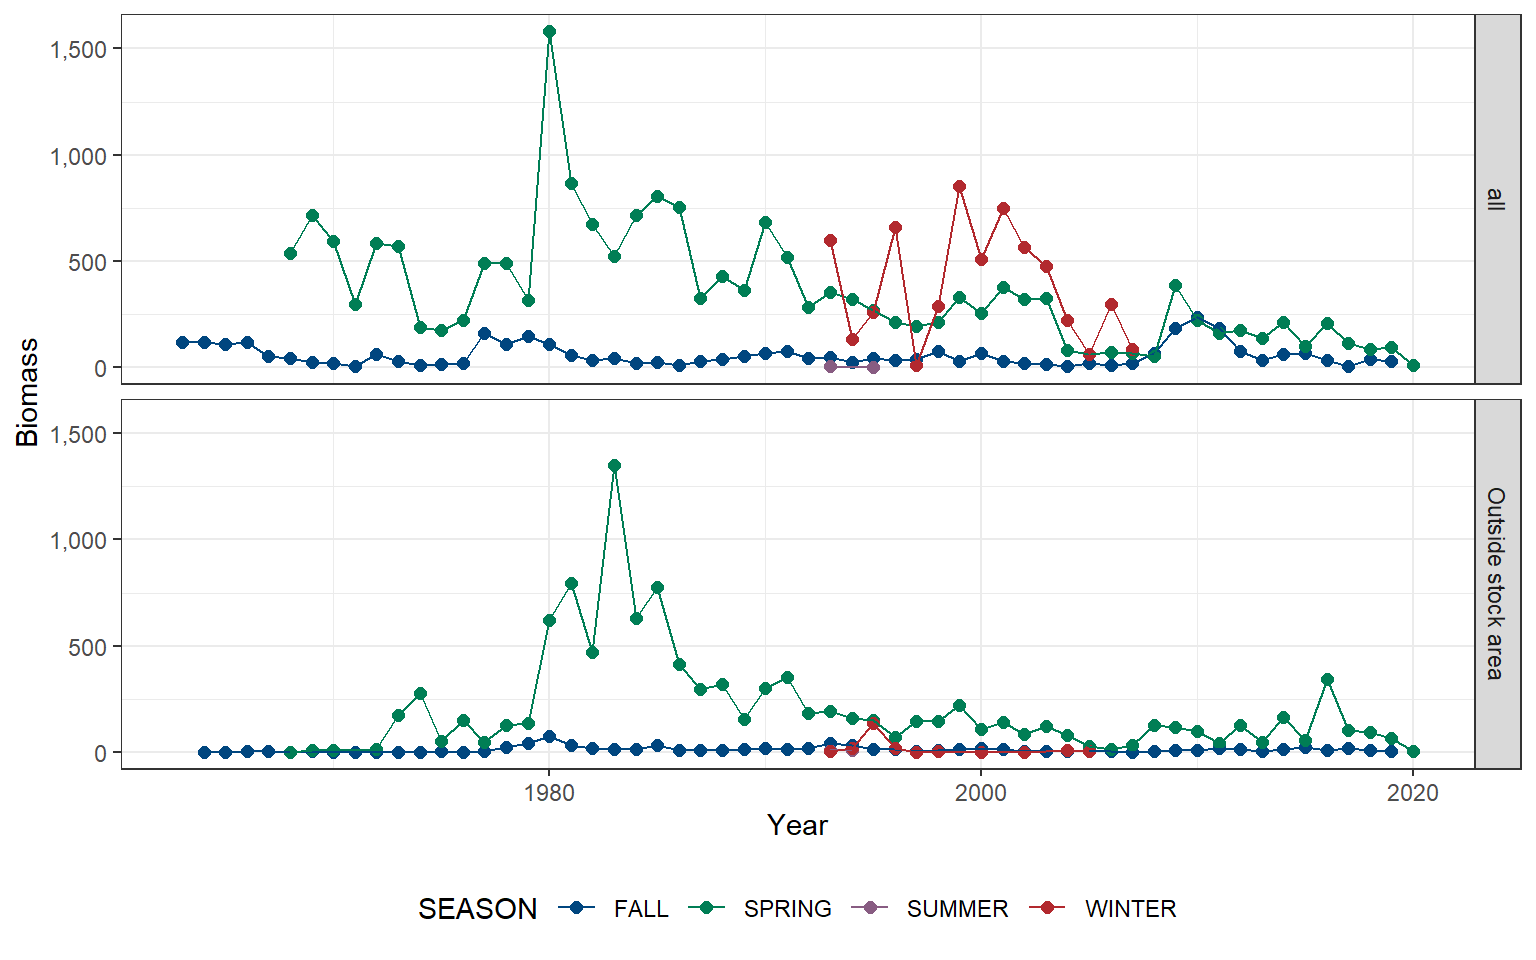 1,500
1,000
500
0
all
Biomass
1,500
1,000
500
0
Outside stock area
1980 2000 2020
Year
SEASON FALL SPRING SUMMER WINTER